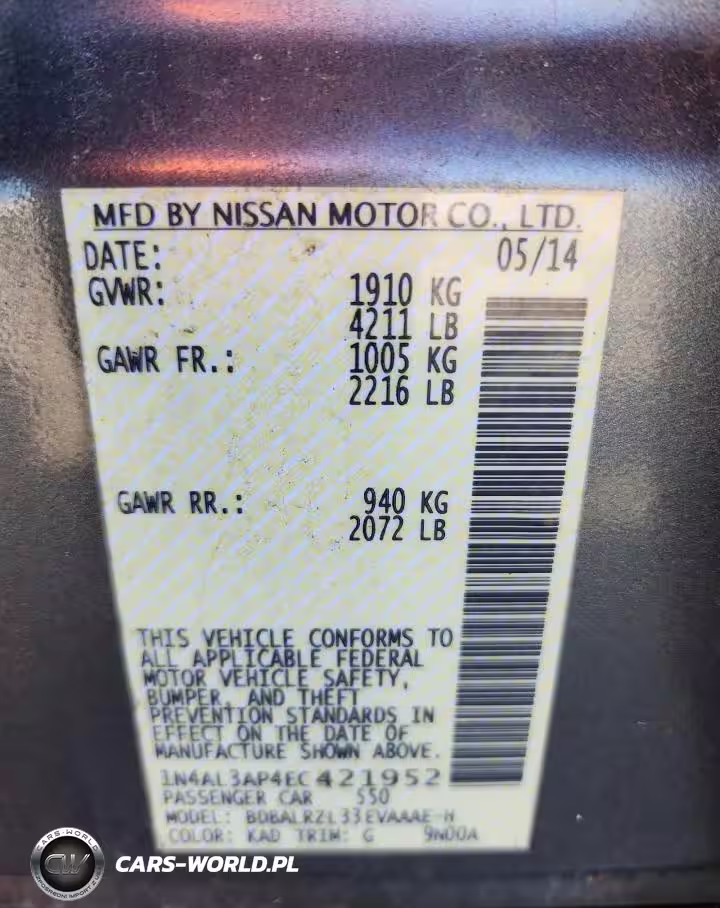 MFD BY NISSAN MOTOR CO., LTD.
DATE: 05/14
GVWR: 1910 KG
4211 LB
GAWR FR.: 1005 KG
2216 LB
GAWR RR.: 940 KG
2072 LB
THIS VEHICLE CONFORMS TO
ALL APPLICABLE FEDERAL
MOTOR VEHICLE SAFETY,
BUMPER, AND THEFT
PREVENTION STANDARDS IN
EFFECT ON THE DATE OF
MANUFACTURE SHOWN ABOVE.
1N4AL3AP4EC421952
PASSENGER CAR 550
MODEL: BDBALRZL33EVAAAE-H
COLOR: KAD TRIM: G 9N00A
CARS-WORLD
CW
CARS-WORLD.PL